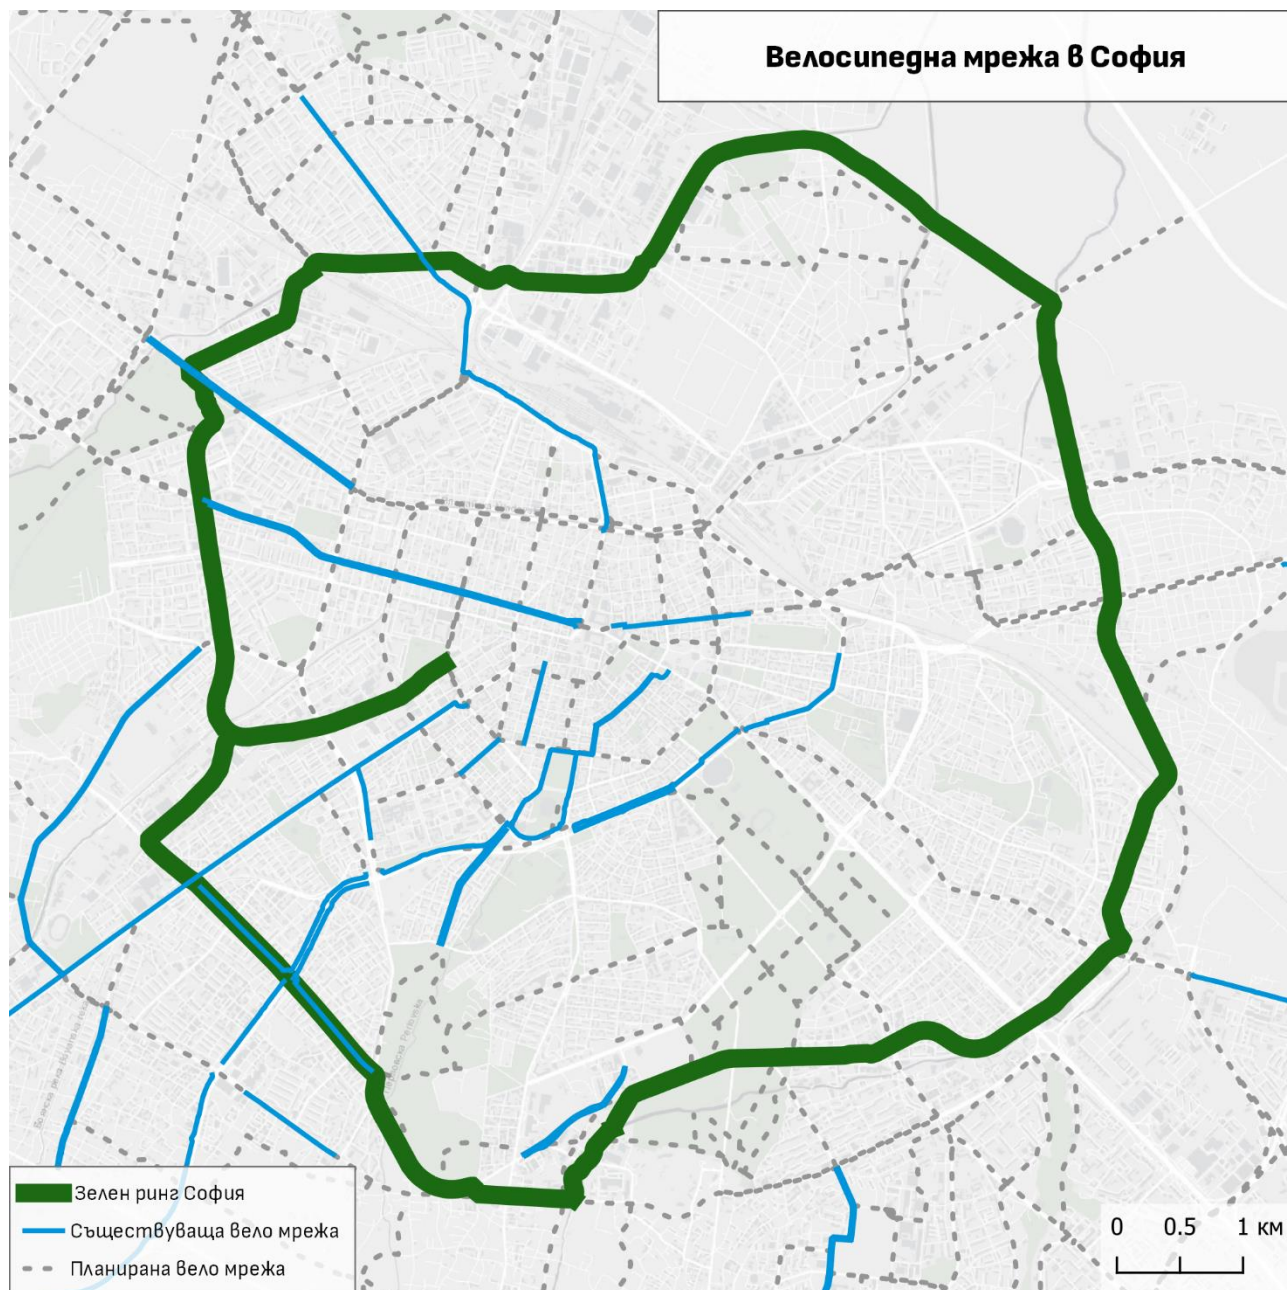 Велосипедна мрежа в София
Зелен ринг София
Съществуваща вело мрежа
Планирана вело мрежа
0 0.5 1 км